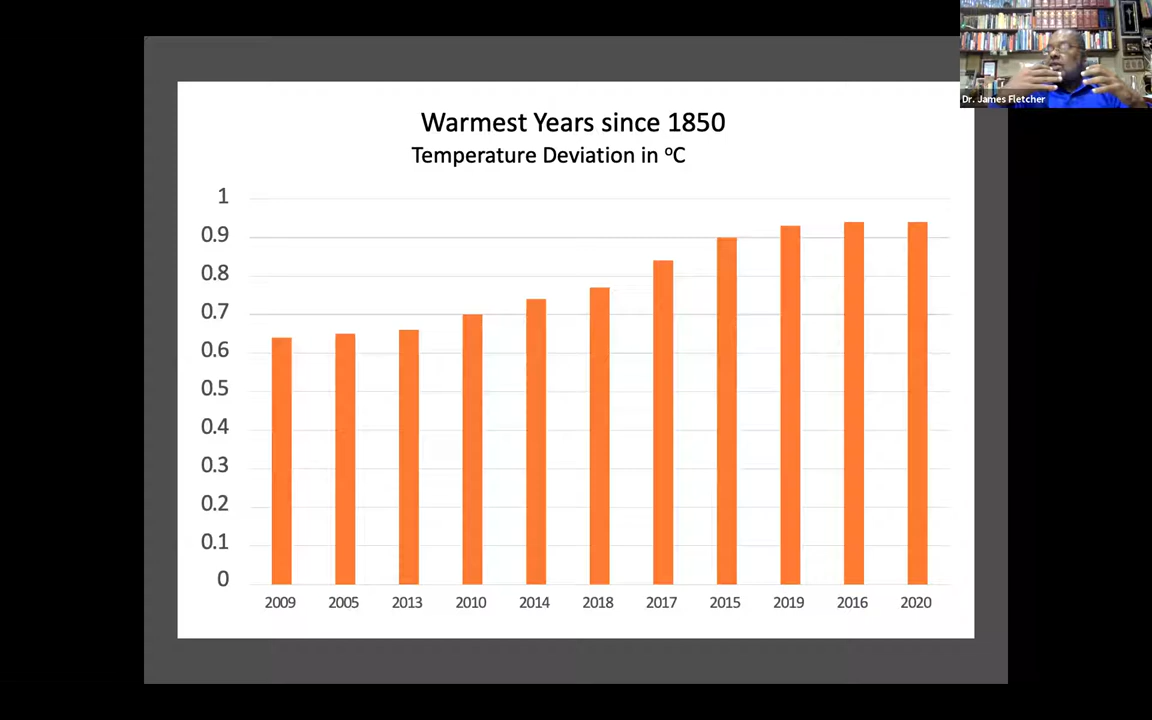 Dr. James Fletcher
Warmest Years since 1850
Temperature Deviation in ºC
1
0.9
0.8
0.7
0.6
0.5
0.4
0.3
0.2
0.1
0
2009 2005 2013 2010 2014 2018 2017 2015 2019 2016 2020